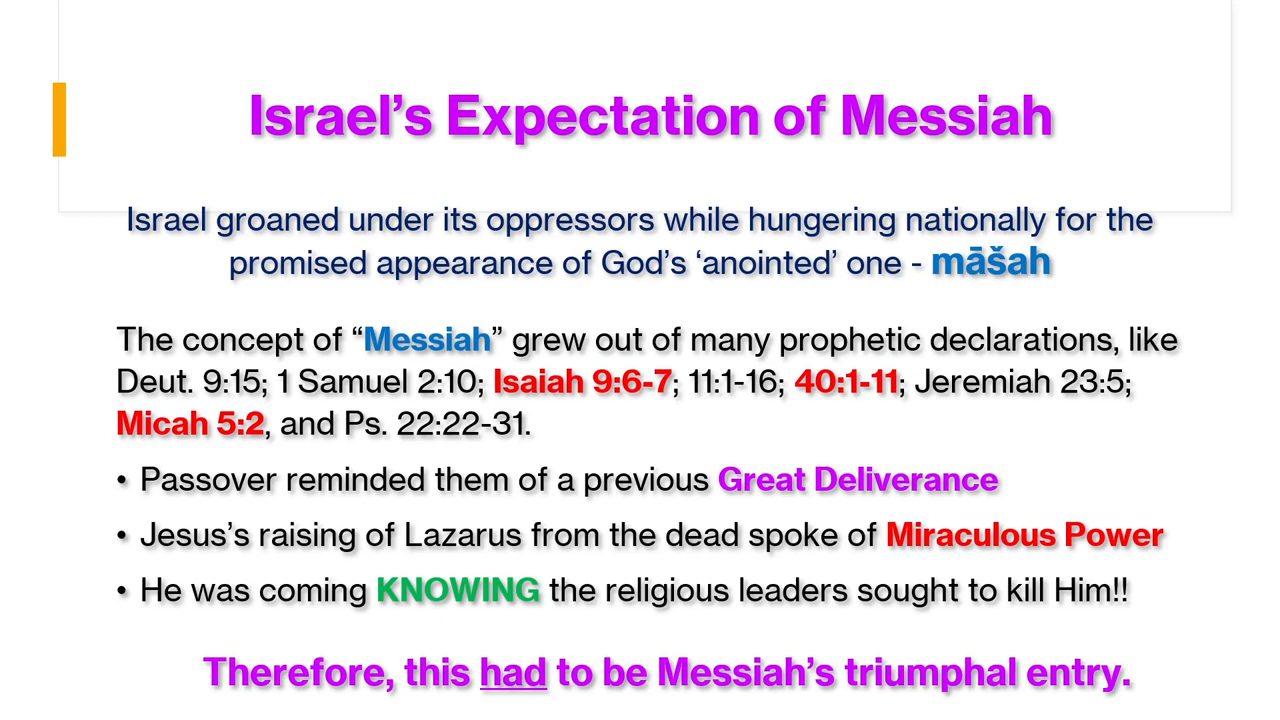 Israel’s Expectation of Messiah
Israel groaned under its oppressors while hungering nationally for the
promised appearance of God’s ‘anointed’ one - māšah
The concept of “Messiah” grew out of many prophetic declarations, like
Deut. 9:15; 1 Samuel 2:10; Isaiah 9:6-7; 11:1-16; 40:1-11; Jeremiah 23:5;
Micah 5:2, and Ps. 22:22-31.
• Passover reminded them of a previous Great Deliverance
• Jesus’s raising of Lazarus from the dead spoke of Miraculous Power
• He was coming KNOWING the religious leaders sought to kill Him!!
Therefore, this had to be Messiah’s triumphal entry.